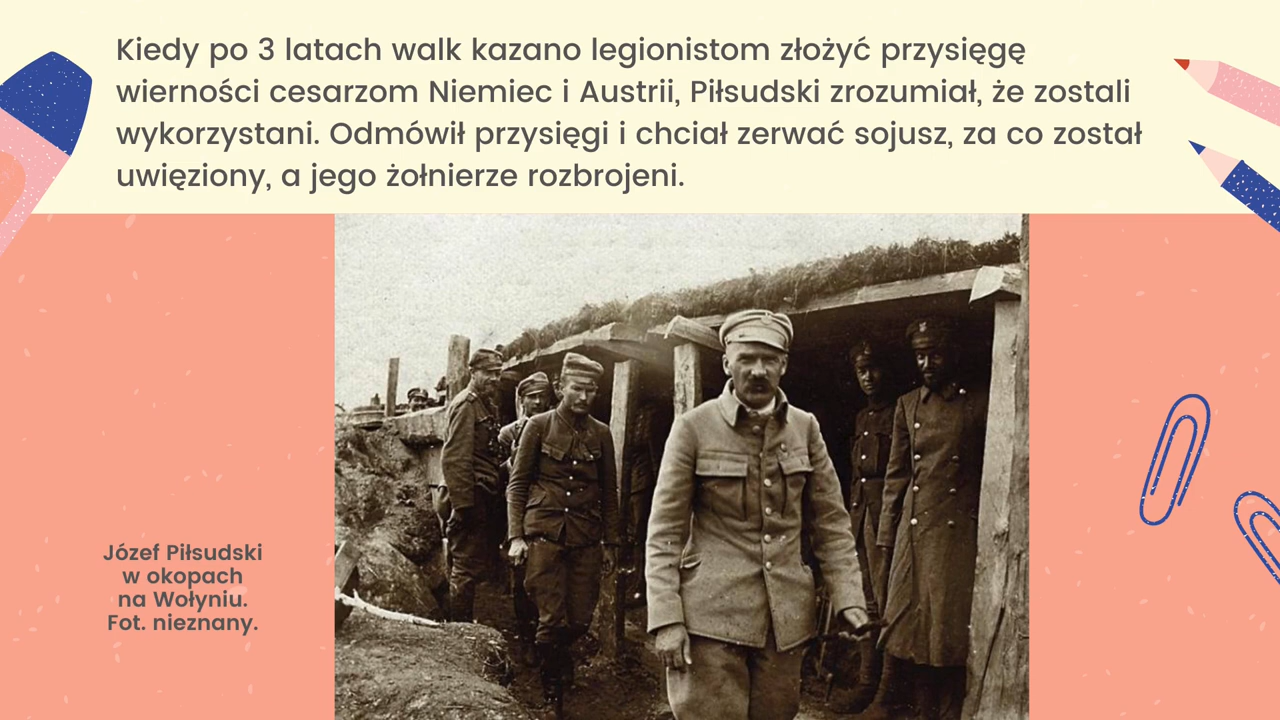 Kiedy po 3 latach walk kazano legionistom złożyć przysięgę
wierności cesarzom Niemiec i Austrii, Piłsudski zrozumiał, że zostali
wykorzystani. Odmówił przysięgi i chciał zerwać sojusz, za co został
uwięziony, a jego żołnierze rozbrojeni.
Józef Piłsudski
w okopach
na Wołyniu.
Fot. nieznany.